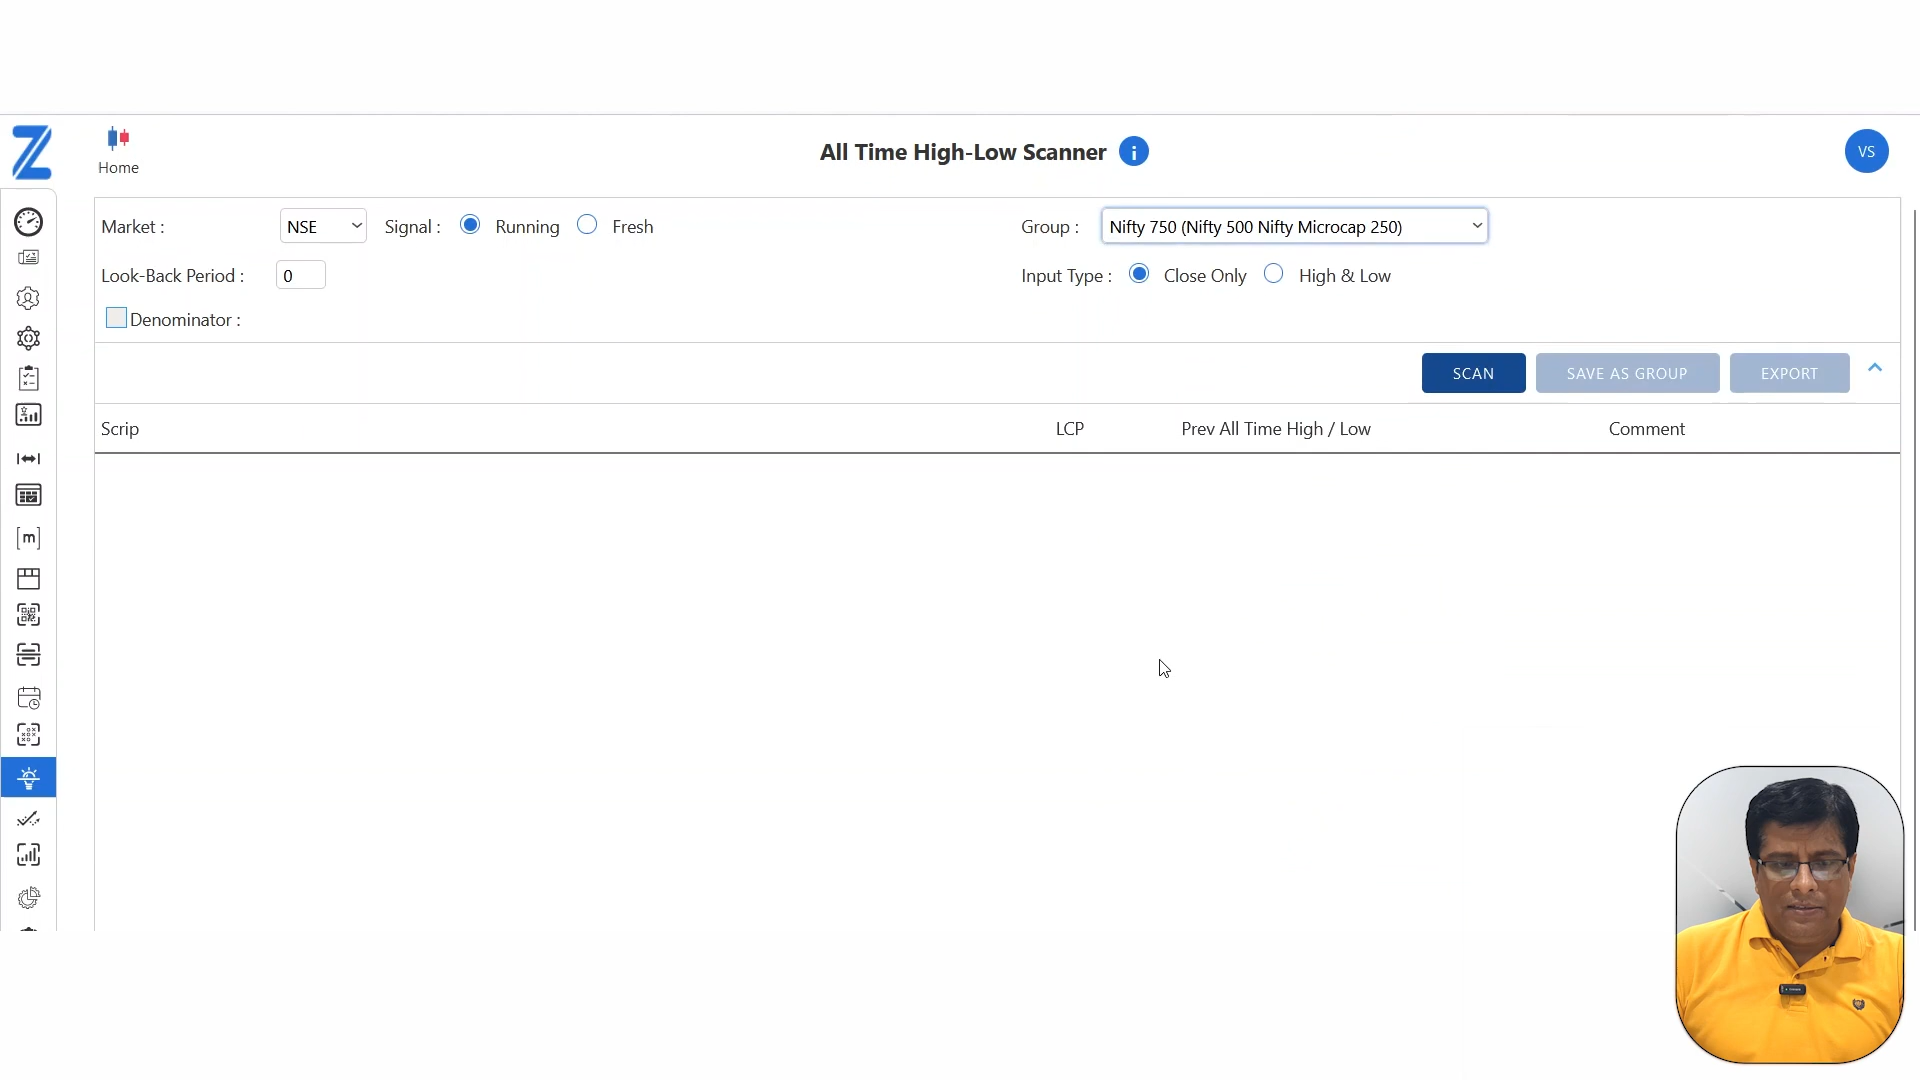 Home
All Time High-Low Scanner i
VS
Market : NSE Signal : Running Fresh Group : Nifty 750 (Nifty 500 Nifty Microcap 250)
Look-Back Period : 0 Input Type : Close Only High & Low
Denominator :
SCAN SAVE AS GROUP EXPORT
Scrip LCP Prev All Time High / Low Comment
[m]